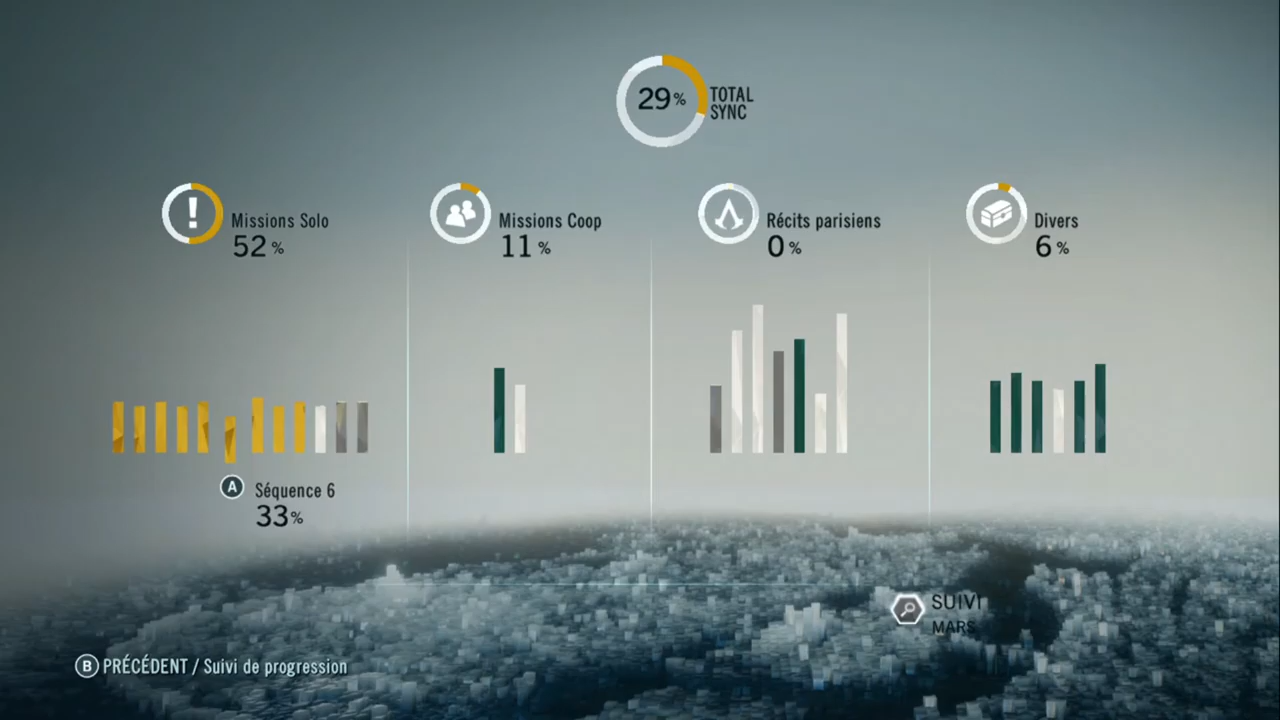 29%
TOTAL
SYNC
Missions Solo
52 %
Missions Coop
11 %
Récits parisiens
0 %
Divers
6 %
A Séquence 6
33%
SUIVI
MARS
B PRÉCÉDENT / Suivi de progression